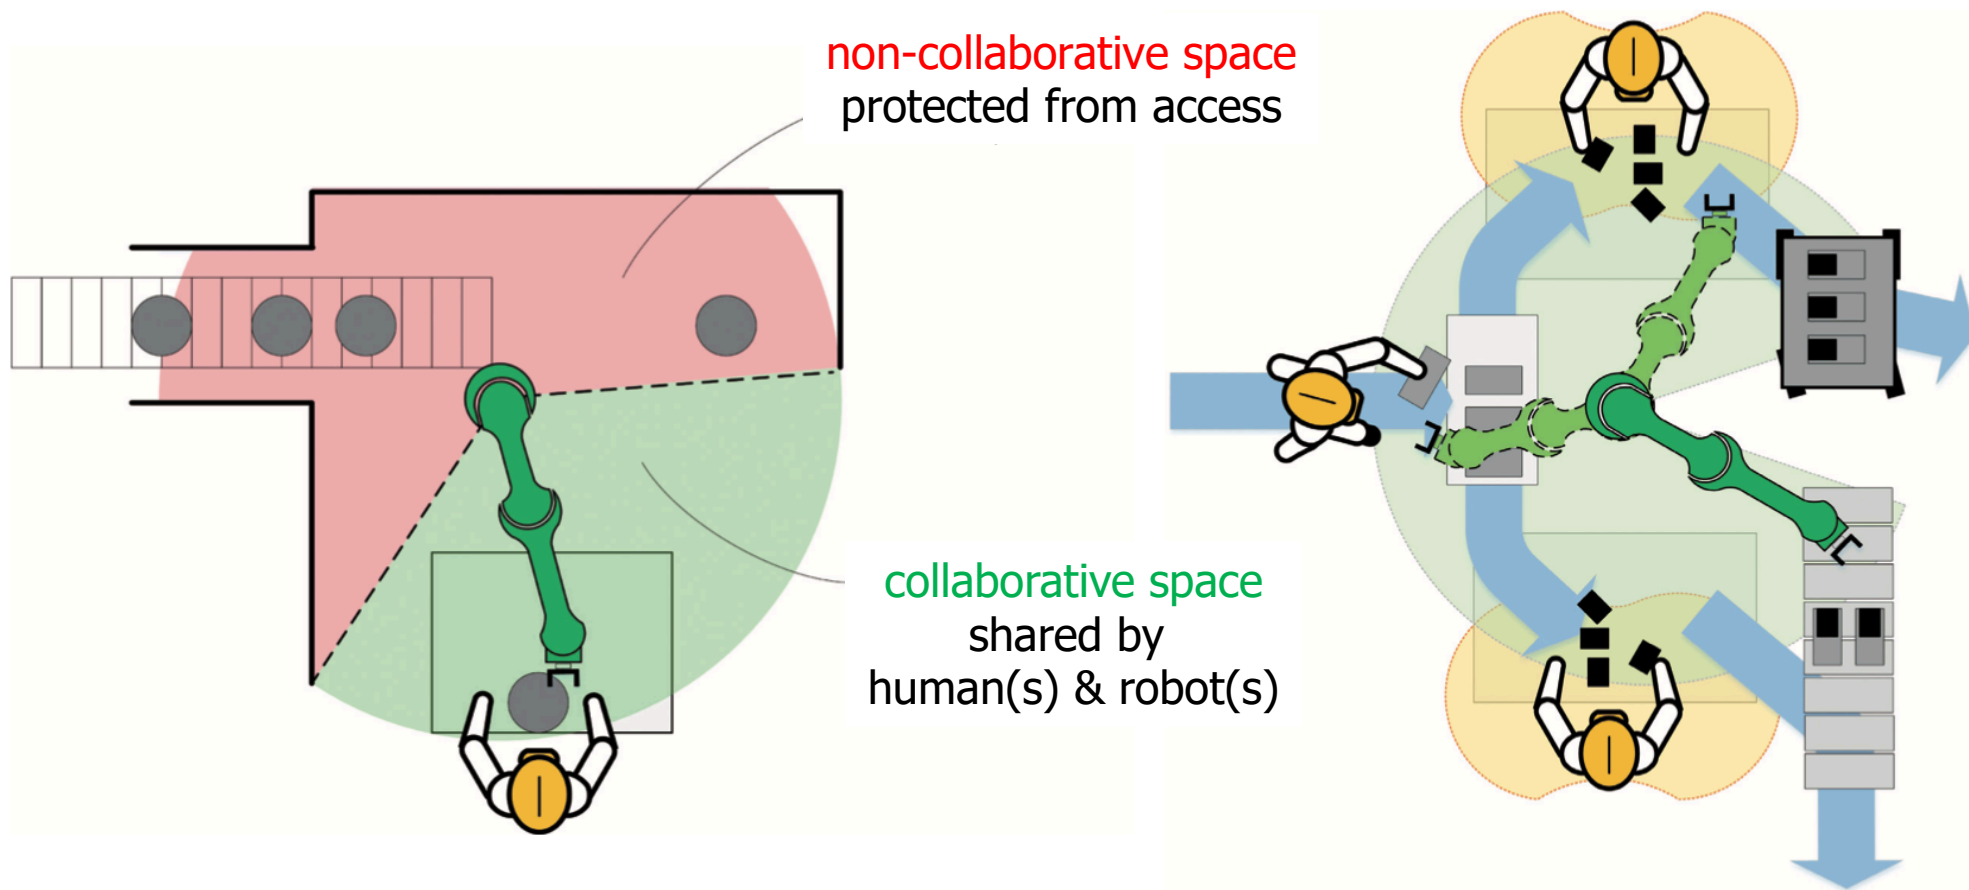 non-collaborative space
protected from access
collaborative space
shared by
human(s) & robot(s)